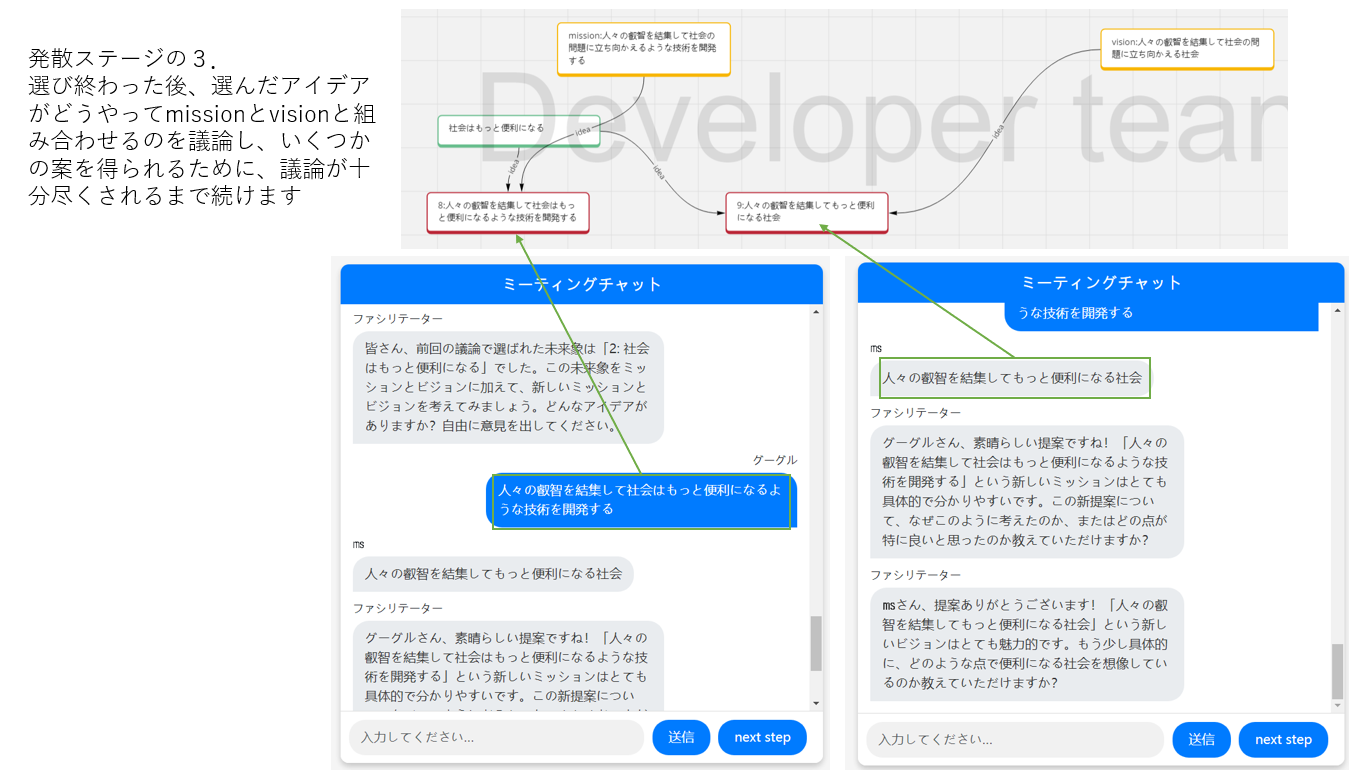 発散ステージの３.
選び終わった後、選んだアイデア
がどうやってmissionとvisionと組
み合わせるのを議論し、いくつか
の案を得られるために、議論が十
分尽くされるまで続けます
Developer tean
mission:人々の叡智を結集して社会の
問題に立ち向かえるような技術を開発
する
vision:人々の叡智を結集して社会の問
題に立ち向かえる社会
社会はもっと便利になる
idea
idea
idea
idea
8:人々の叡智を結集して社会はもっ
と便利になるような技術を開発する
9:人々の叡智を結集してもっと便利
になる社会
ミーティングチャット
ファシリテーター
皆さん、前回の議論で選ばれた未来象は「2: 社会
はもっと便利になる」でした。この未来象をミッ
ションとビジョンに加えて、新しいミッションと
ビジョンを考えてみましょう。どんなアイデアが
ありますか？自由に意見を出してください。
グーグル
人々の叡智を結集して社会はもっと便利になるよ
うな技術を開発する
ms
人々の叡智を結集してもっと便利になる社会
ファシリテーター
グーグルさん、素晴らしい提案ですね！「人々の
叡智を結集して社会はもっと便利になるような技
術を開発する」という新しいミッションはとても
具体的で分かりやすいです。この新提案につい
入力してください...
送信
next step
ミーティングチャット
うな技術を開発する
ms
人々の叡智を結集してもっと便利になる社会
ファシリテーター
グーグルさん、素晴らしい提案ですね！「人々の
叡智を結集して社会はもっと便利になるような技
術を開発する」という新しいミッションはとても
具体的で分かりやすいです。この新提案につい
て、なぜこのように考えたのか、またはどの点が
特に良いと思ったのか教えていただけますか？
ファシリテーター
msさん、提案ありがとうございます！「人々の叡
智を結集してもっと便利になる社会」という新し
いビジョンはとても魅力的です。もう少し具体的
に、どのような点で便利になる社会を想像してい
るのか教えていただけますか？
入力してください...
送信
next step